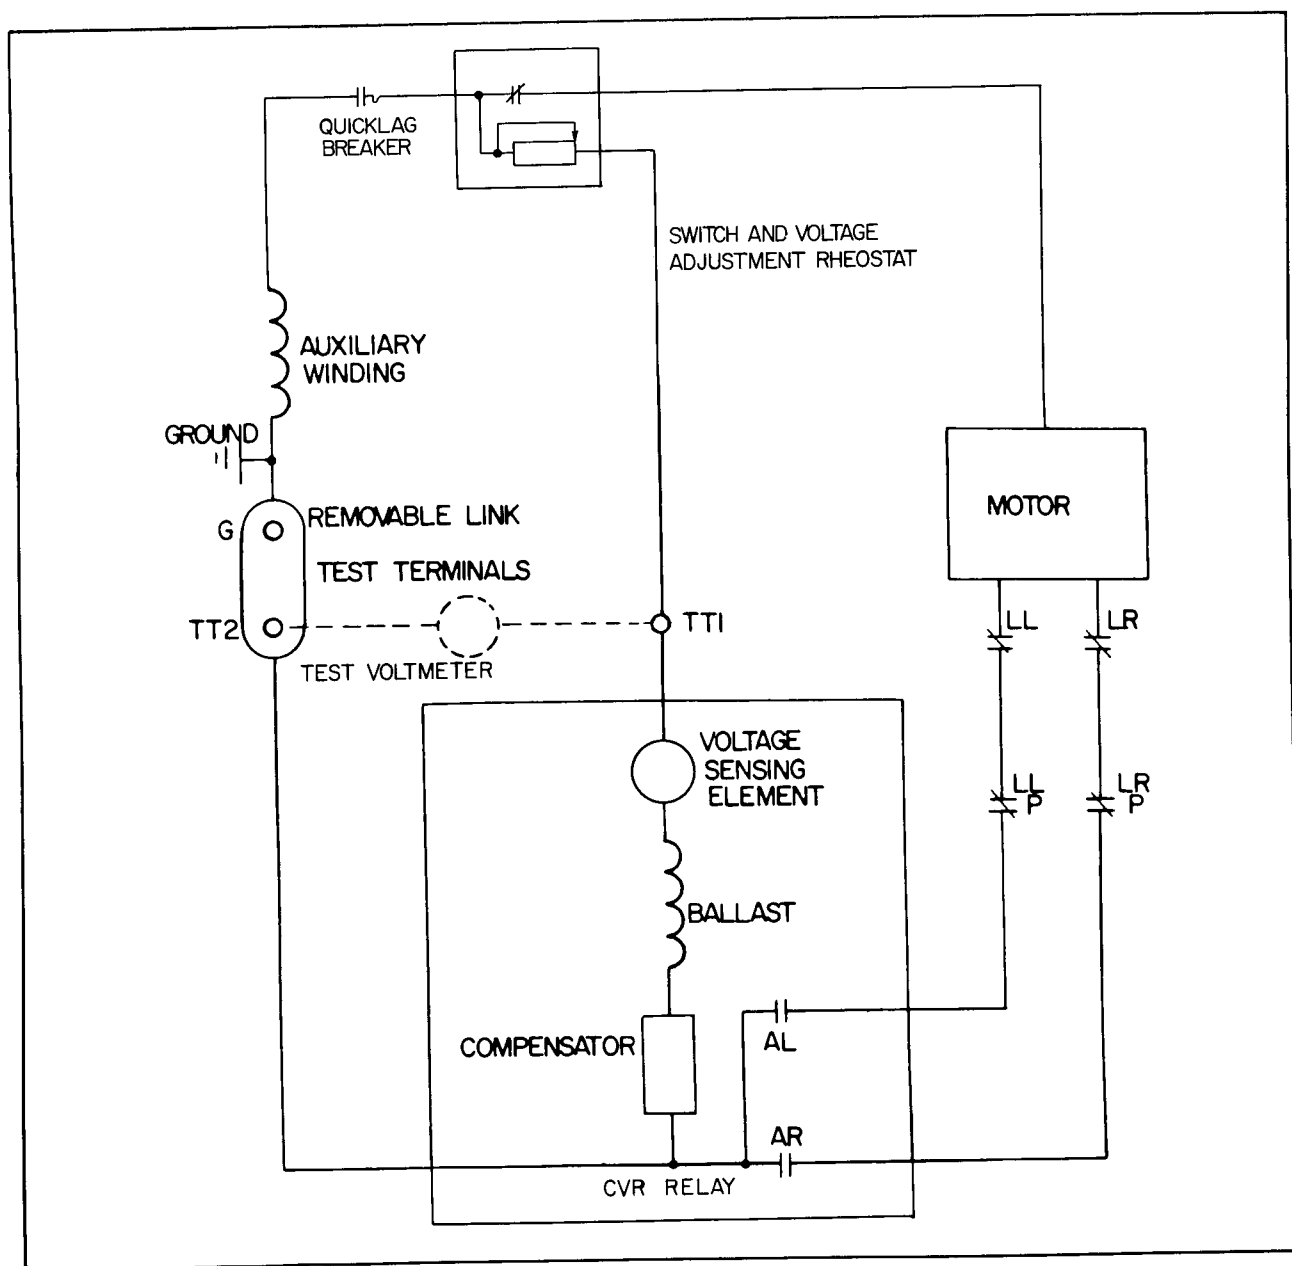 QUICKLAG
BREAKER
SWITCH AND VOLTAGE
ADJUSTMENT RHEOSTAT
AUXILIARY
WINDING
GROUND
G
REMOVABLE LINK
TEST TERMINALS
TT2
TT1
TEST VOLTMETER
MOTOR
LL
LR
VOLTAGE
SENSING
ELEMENT
LL
P
LR
P
BALLAST
COMPENSATOR
AL
AR
CVR RELAY